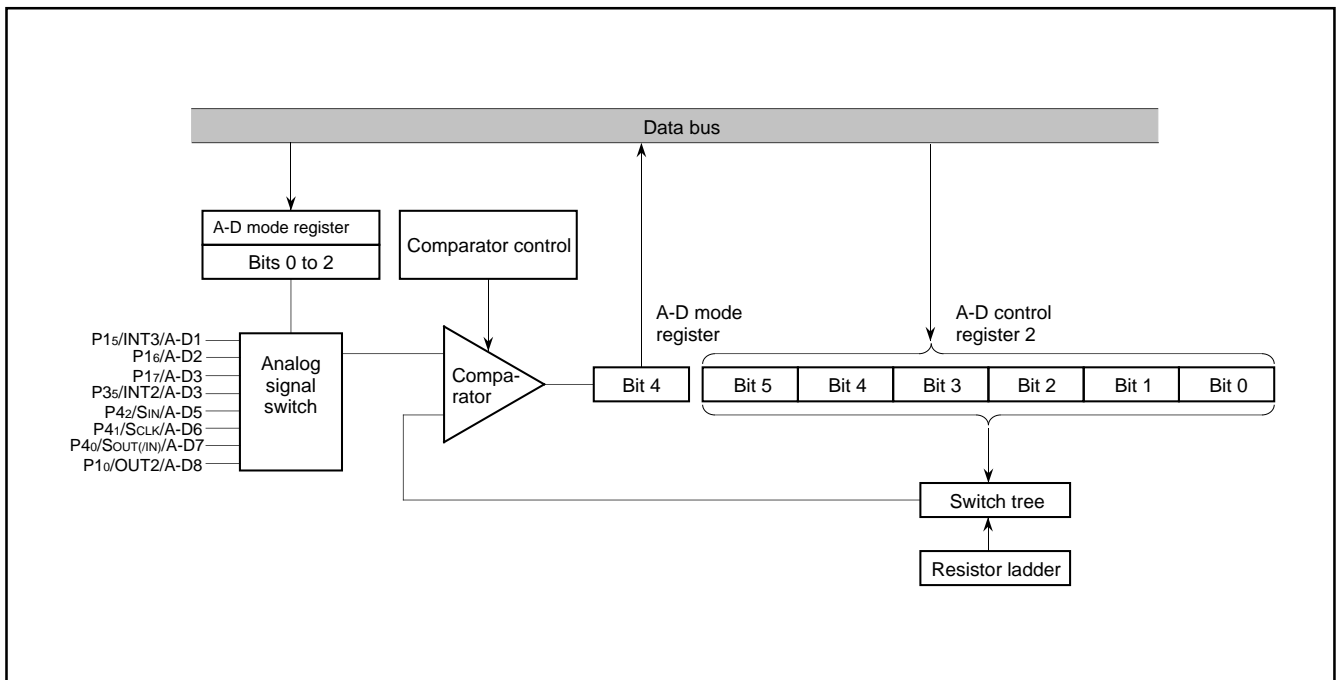 Data bus
A-D mode register
Bits 0 to 2
Comparator control
P15/INT3/A-D1
P16/A-D2
P17/A-D3
P35/INT2/A-D3
P42/SIN/A-D5
P41/SCLK/A-D6
P40/SOUT(/IN)/A-D7
P10/OUT2/A-D8
Analog
signal
switch
Compa-
rator
A-D mode
register
Bit 4
A-D control
register 2
Bit 5 Bit 4 Bit 3 Bit 2 Bit 1 Bit 0
Switch tree
Resistor ladder